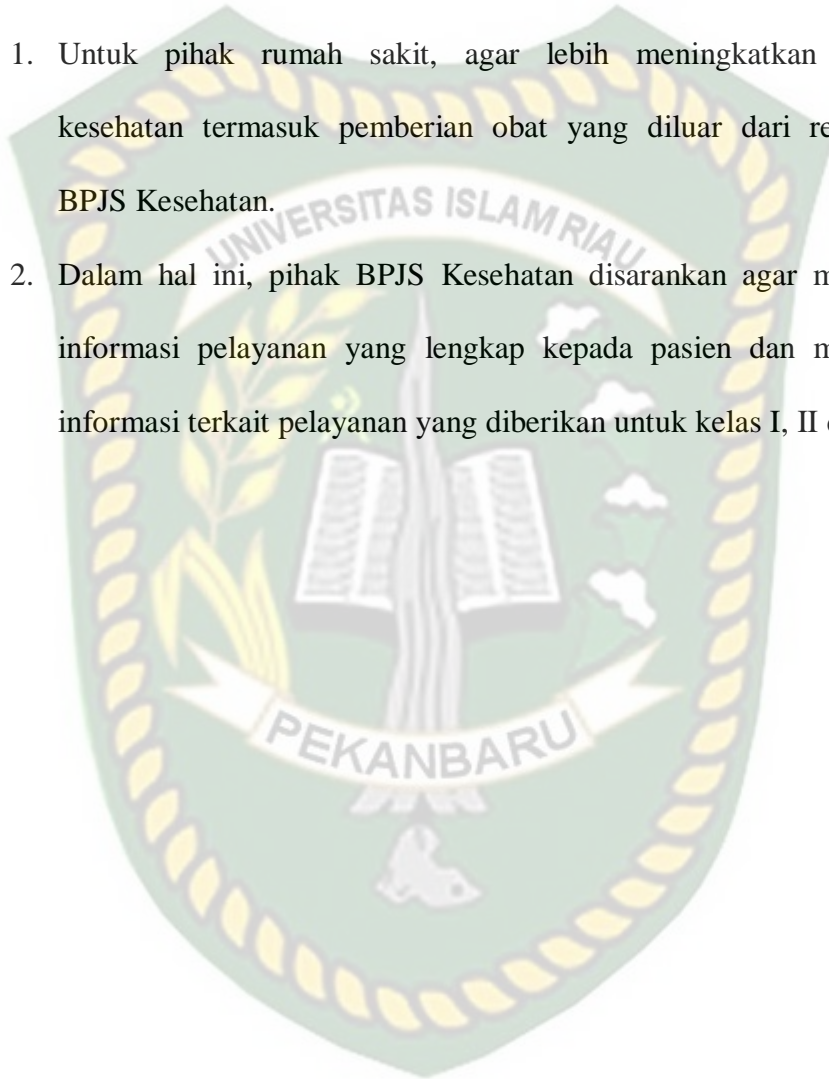 1. Untuk pihak rumah sakit, agar lebih meningkatkan
kesehatan termasuk pemberian obat yang diluar dari
BPJS Kesehatan.
UNIVERSITAS ISLAM RIAU
2. Dalam hal ini, pihak BPJS Kesehatan disarankan agar
informasi pelayanan yang lengkap kepada pasien dan
informasi terkait pelayanan yang diberikan untuk kelas I, II
PEKANBARU